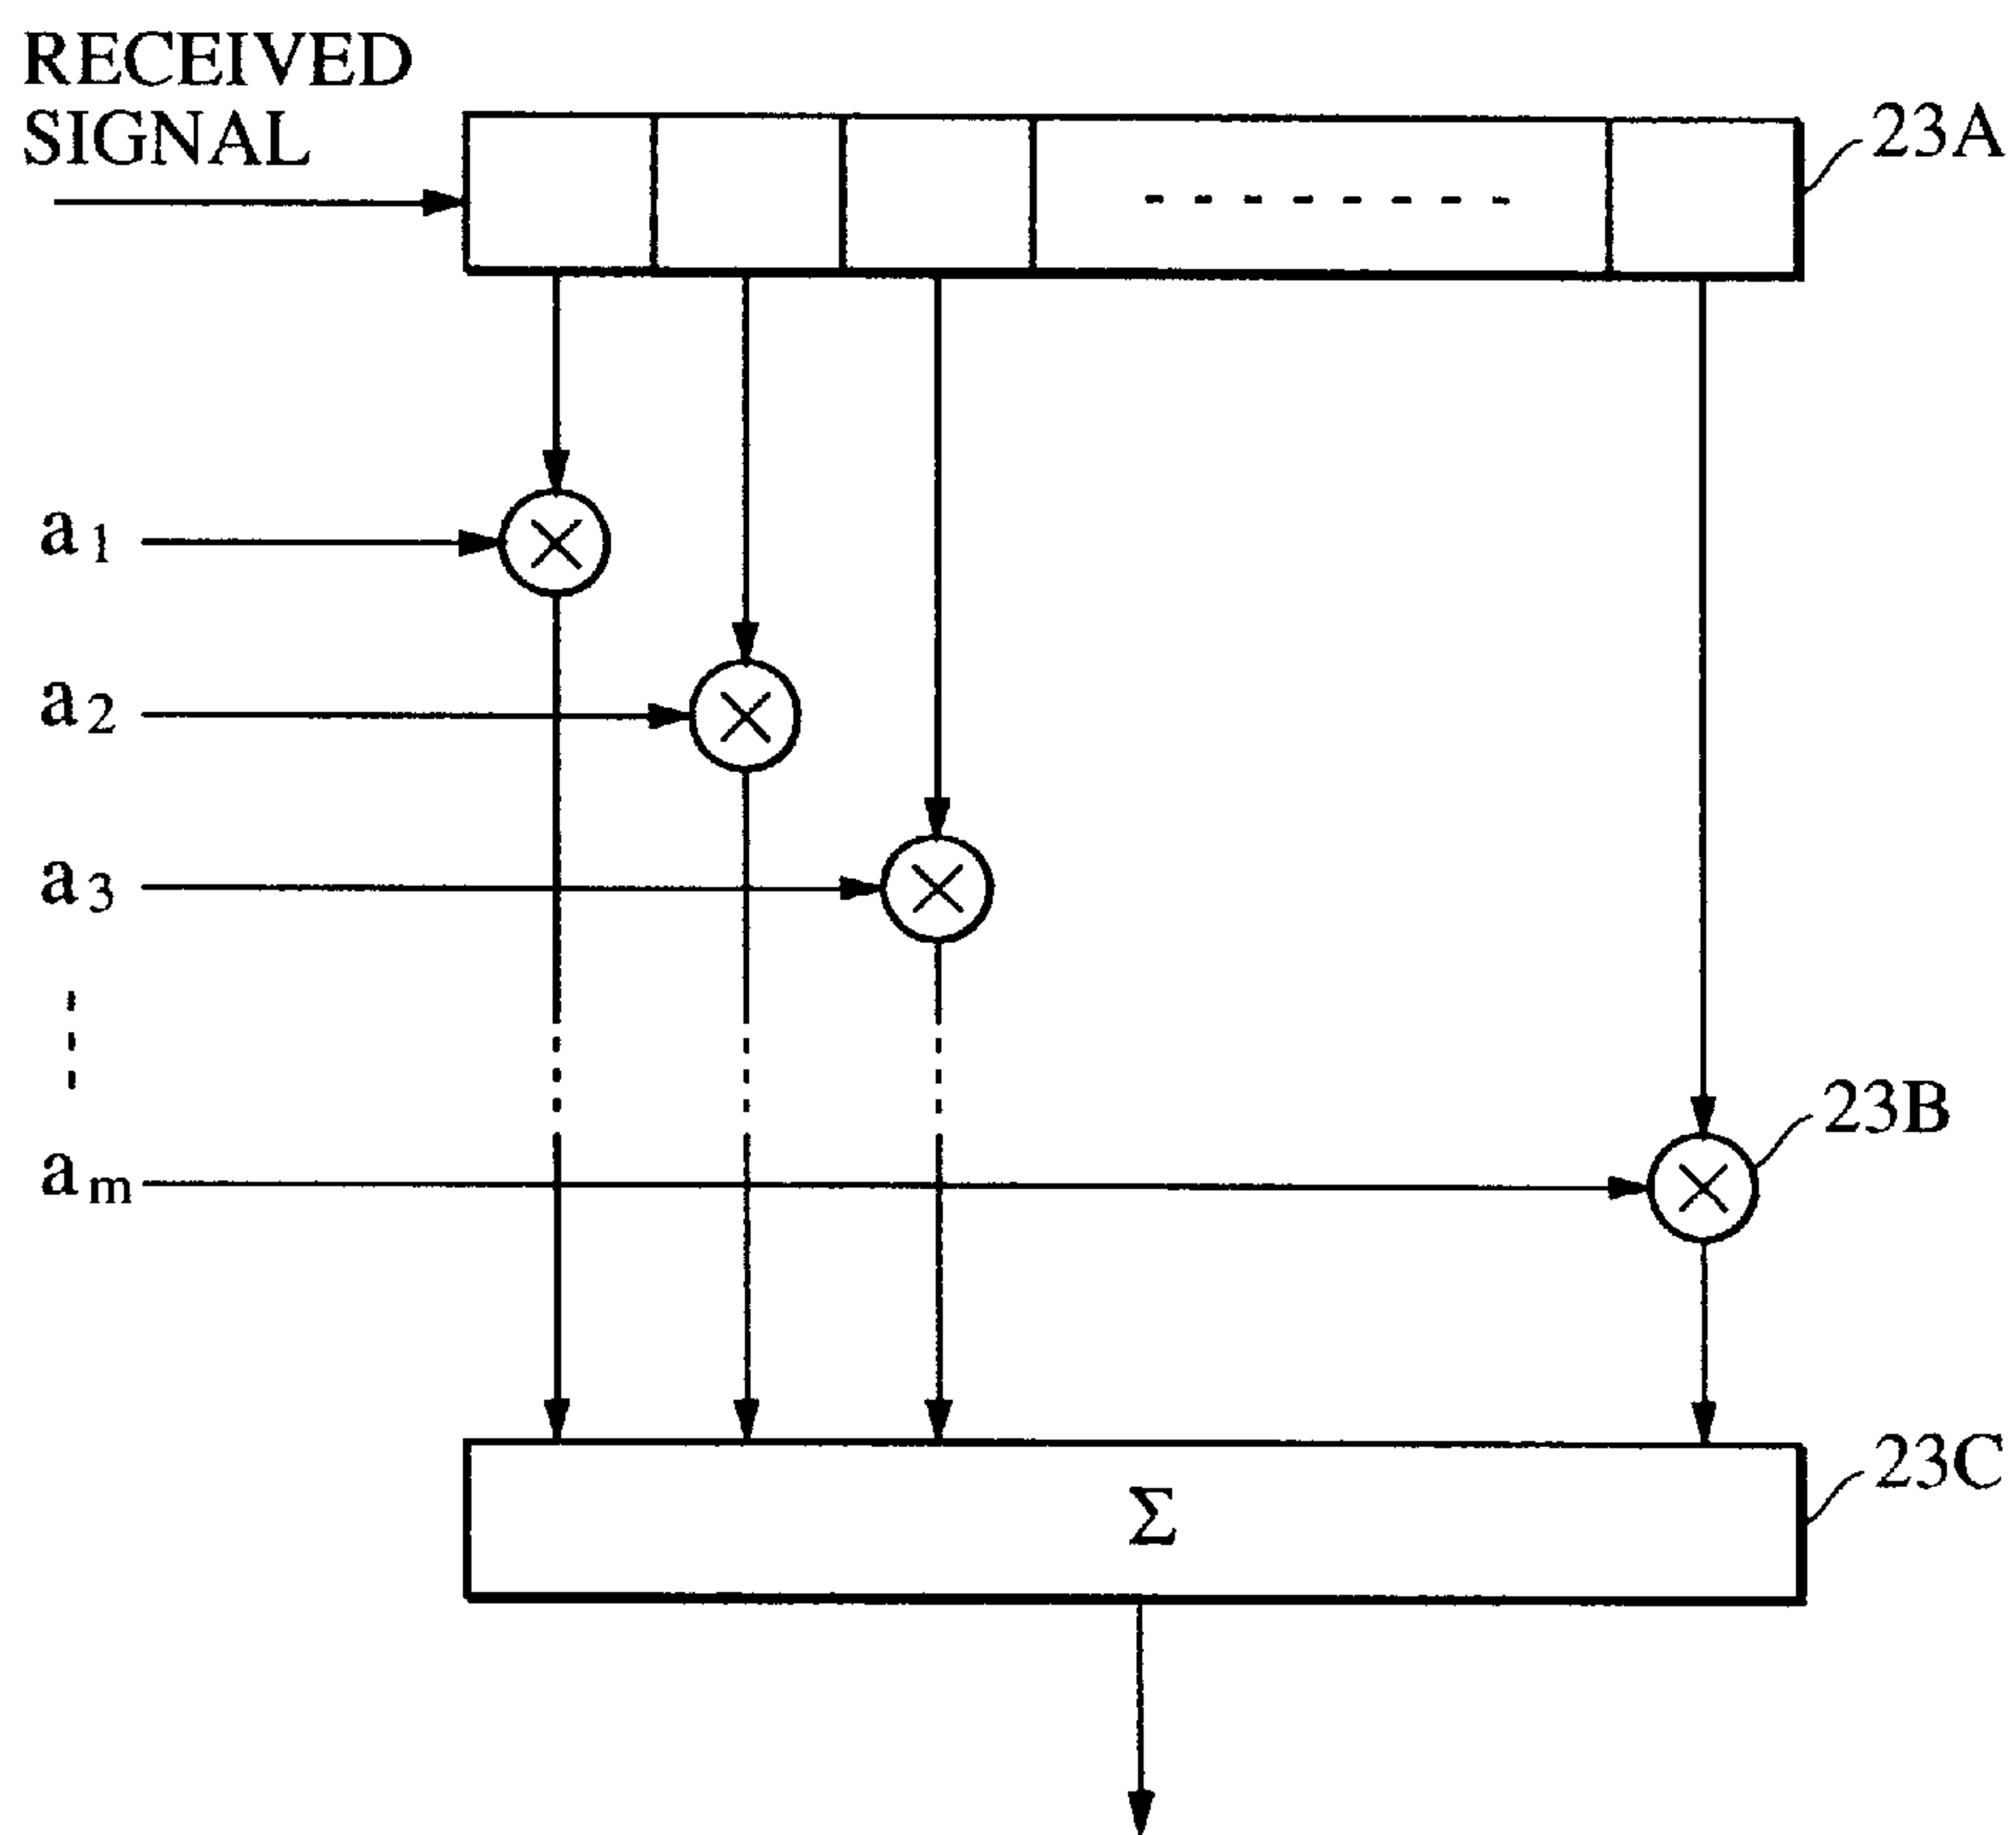 RECEIVED
SIGNAL
23A
a1
a2
a3
23B
am
23C
Σ